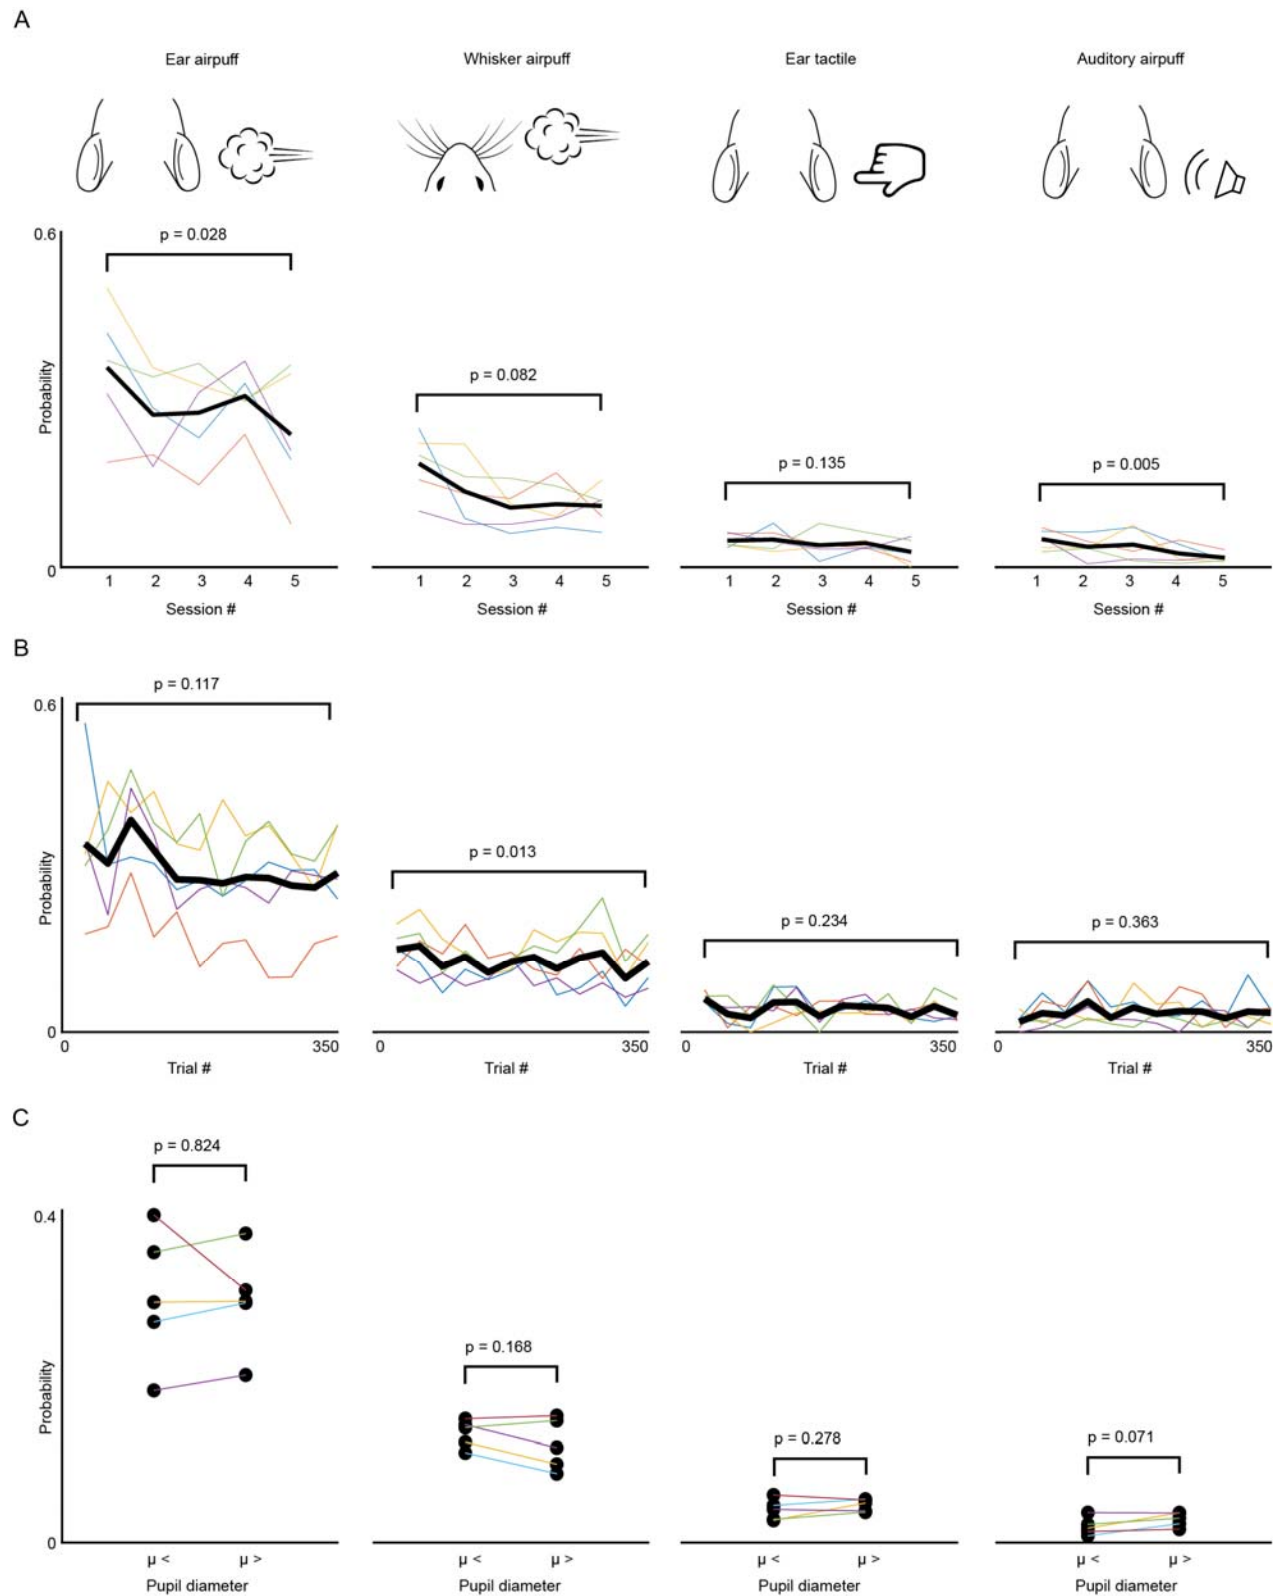 A
Ear airpuff
Whisker airpuff
Ear tactile
Auditory airpuff
0.6
p = 0.028
p = 0.082
p = 0.135
p = 0.005
Probability
0
1 2 3 4 5
1 2 3 4 5
1 2 3 4 5
1 2 3 4 5
Session #
Session #
Session #
Session #
B
0.6
p = 0.117
p = 0.013
p = 0.234
p = 0.363
Probability
0
0 350
0 350
0 350
0 350
Trial #
Trial #
Trial #
Trial #
C
p = 0.824
0.4
p = 0.168
p = 0.278
p = 0.071
Probability
0
µ < µ >
µ < µ >
µ < µ >
µ < µ >
Pupil diameter
Pupil diameter
Pupil diameter
Pupil diameter